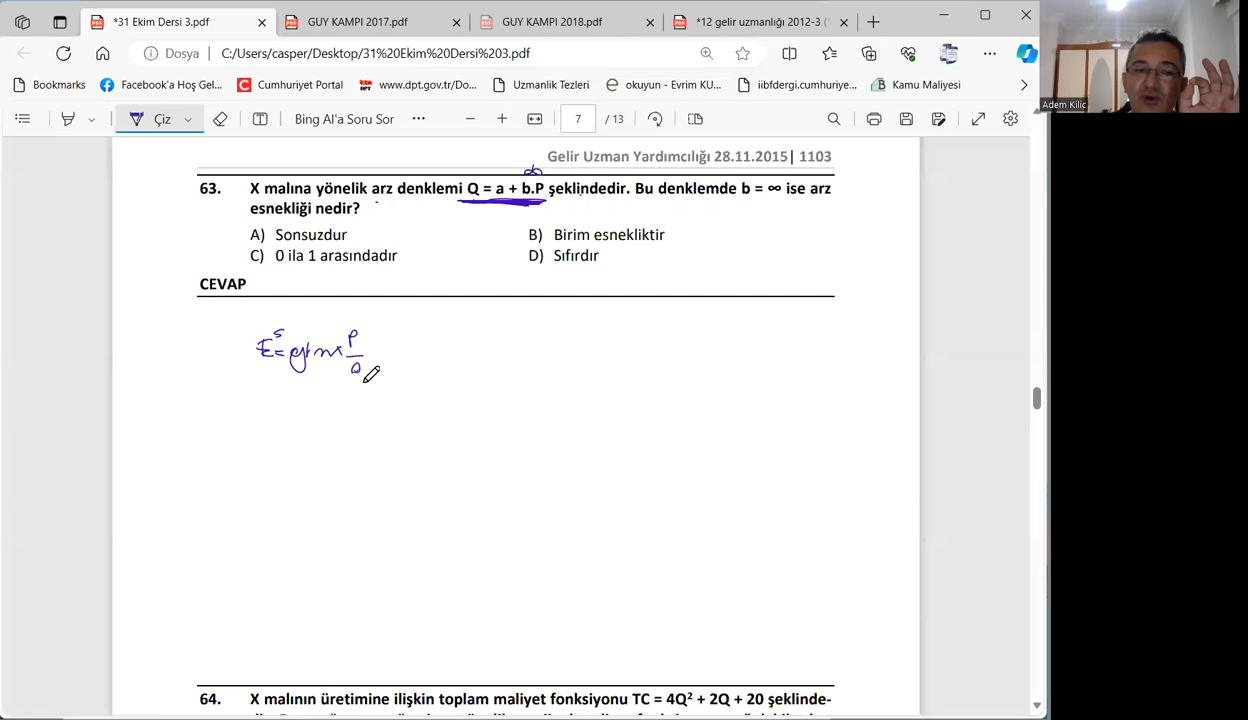 *31 Ekim Dersi 3.pdf
GUY KAMPI 2017.pdf
GUY KAMPI 2018.pdf
*12 gelir uzmanlığı 2012-3 (
Dosya
C:/Users/casper/Desktop/31%20Ekim%20Dersi%203.pdf
Bookmarks
Facebook'a Hoş Gel...
Cumhuriyet Portal
www.dpt.gov.tr/Do...
Uzmanlık Tezleri
okuyun - Evrim KU...
iibfdergi.cumhuriye...
Kamu Maliyesi
Çiz
Bing Al'a Soru Sor
7 / 13
Adem Kilic
Gelir Uzman Yardımcılığı 28.11.2015| 1103
∞
63. X malına yönelik arz denklemi Q = a + b.P şeklindedir. Bu denklemde b = ∞ ise arz
esnekliği nedir?
A) Sonsuzdur
B) Birim esnekliktir
C) 0 ila 1 arasındadır
D) Sıfırdır
CEVAP
64. X malının üretimine ilişkin toplam maliyet fonksiyonu TC = 4Q² + 2Q + 20 şeklinde-